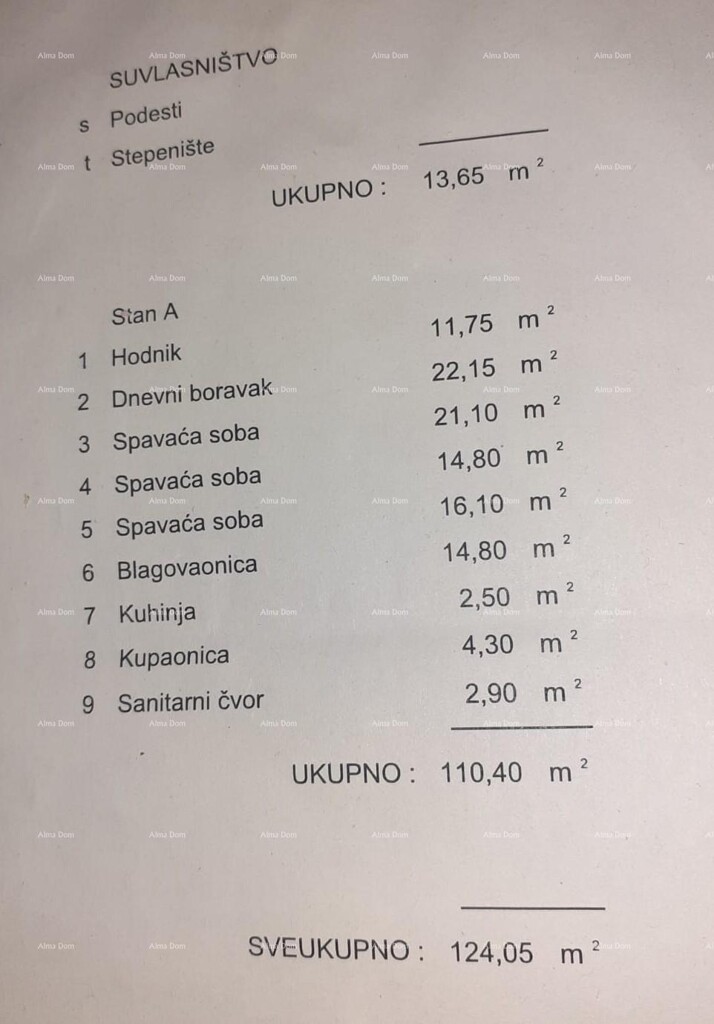 SUVLASNIŠTVO
s Podesti
t Stepenište
UKUPNO : 13,65 m²
Stan A
1 Hodnik 11,75 m²
2 Dnevni boravak 22,15 m²
3 Spavaća soba 21,10 m²
4 Spavaća soba 14,80 m²
5 Spavaća soba 16,10 m²
6 Blagovaonica 14,80 m²
7 Kuhinja 2,50 m²
8 Kupaonica 4,30 m²
9 Sanitarni čvor 2,90 m²
UKUPNO : 110,40 m²
SVEUKUPNO : 124,05 m²
Alma Dom